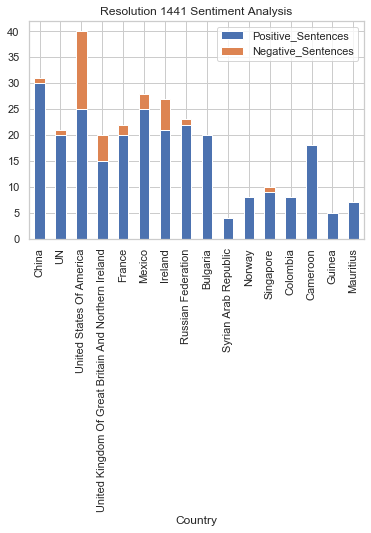 Resolution 1441 Sentiment Analysis
Positive_Sentences
Negative_Sentences
40
35
30
25
20
15
10
5
0
China
UN
United States Of America
United Kingdom Of Great Britain And Northern Ireland
France
Mexico
Ireland
Russian Federation
Bulgaria
Syrian Arab Republic
Norway
Singapore
Colombia
Cameroon
Guinea
Mauritius
Country